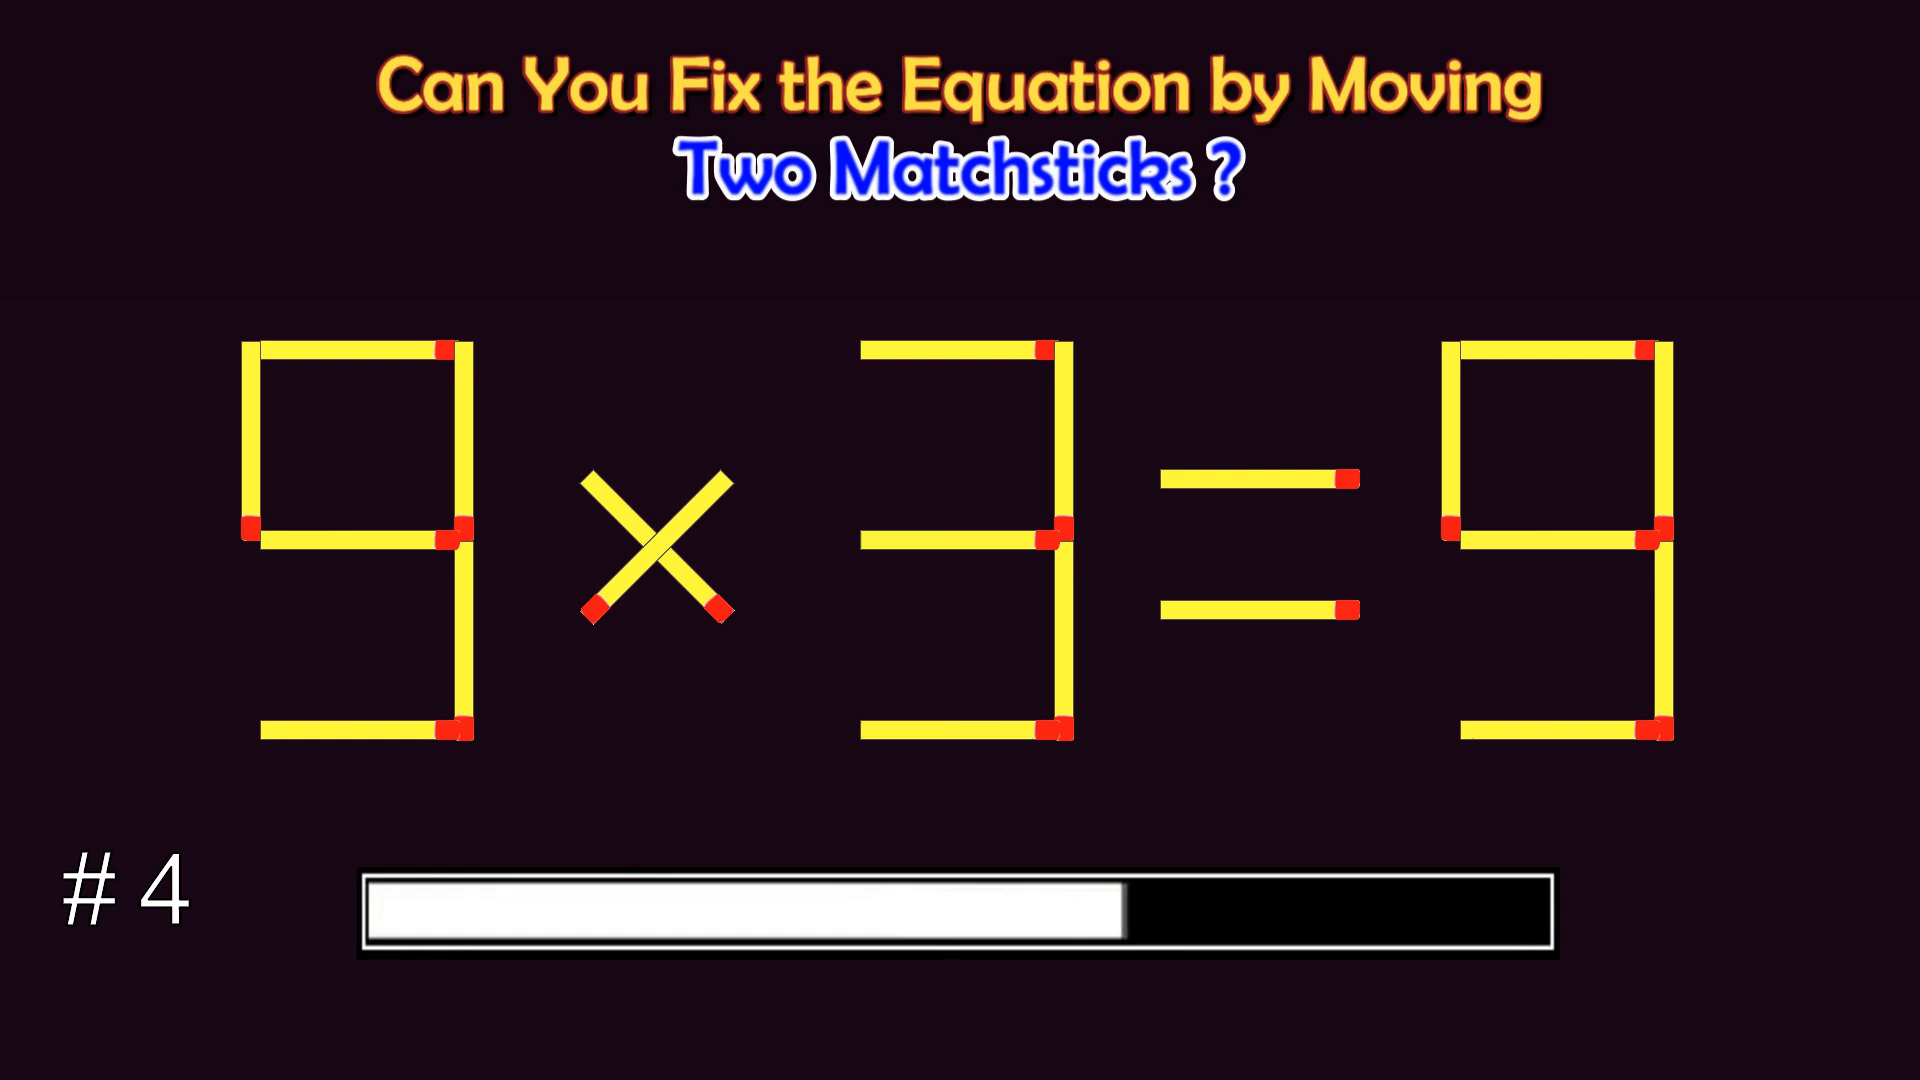 Can You Fix the Equation by Moving
Two Matchsticks ?
9 × 3 = 9
# 4